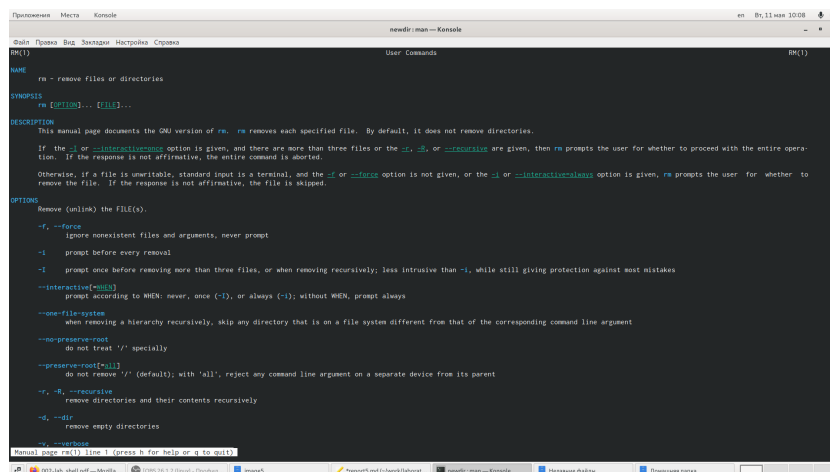 Приложения Места Konsole en Вт, 11 мая 10:08
newdir : man — Konsole
Файл Правка Вид Закладки Настройка Справка
RM(1) User Commands RM(1)
NAME
rm - remove files or directories
SYNOPSIS
rm [OPTION]... [FILE]...
DESCRIPTION
This manual page documents the GNU version of rm. rm removes each specified file. By default, it does not remove directories.
If the -I or --interactive=once option is given, and there are more than three files or the -r, -R, or --recursive are given, then rm prompts the user for whether to proceed with the entire opera-
tion. If the response is not affirmative, the entire command is aborted.
Otherwise, if a file is unwritable, standard input is a terminal, and the -f or --force option is not given, or the -i or --interactive=always option is given, rm prompts the user for whether to
remove the file. If the response is not affirmative, the file is skipped.
OPTIONS
Remove (unlink) the FILE(s).
-f, --force
ignore nonexistent files and arguments, never prompt
-i prompt before every removal
-I prompt once before removing more than three files, or when removing recursively; less intrusive than -i, while still giving protection against most mistakes
--interactive[=WHEN]
prompt according to WHEN: never, once (-I), or always (-i); without WHEN, prompt always
--one-file-system
when removing a hierarchy recursively, skip any directory that is on a file system different from that of the corresponding command line argument
--no-preserve-root
do not treat '/' specially
--preserve-root[=all]
do not remove '/' (default); with 'all', reject any command line argument on a separate device from its parent
-r, -R, --recursive
remove directories and their contents recursively
-d, --dir
remove empty directories
-v, --verbose
Manual page rm(1) line 1 (press h for help or q to quit)
002-lab_shell.pdf — Mozilla image5 newdir : man — Konsole Домашняя папка